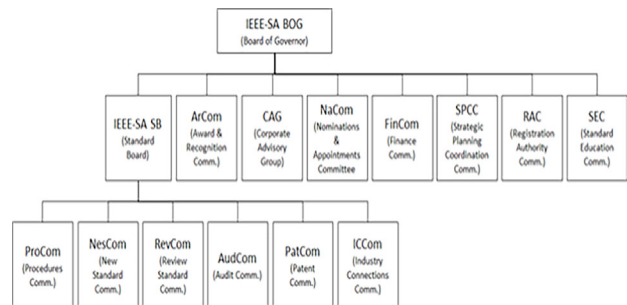 IEEE-SA BOG
(Board of Governor)
IEEE-SA SB
(Standard
Board)
ArCom
(Award &
Recognition
Comm.)
CAG
(Corporate
Advisory
Group)
NaCom
(Nominations
&
Appointments
Committee
FinCom
(Finance
Comm.)
SPCC
(Strategic
Planning
Coordination
Comm.)
RAC
(Registration
Authority
Comm.)
SEC
(Standard
Education
Comm.)
ProCom
(Procedures
Comm.)
NesCom
(New
Standard
Comm.)
RevCom
(Review
Standard
Comm.)
AudCom
(Audit Comm.)
PatCom
(Patent
Comm.)
ICCom
(Industry
Connections
Comm.)